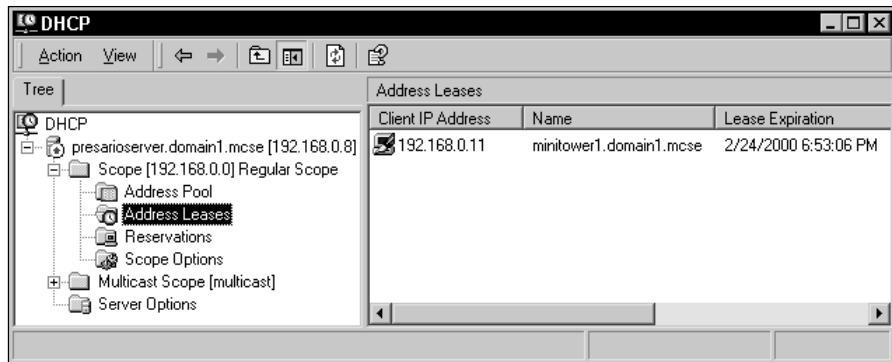 DHCP
Action View
Tree
Address Leases
DHCP
presarioserver.domain1.mcse [192.168.0.8]
Scope [192.168.0.0] Regular Scope
Address Pool
Address Leases
Reservations
Scope Options
Multicast Scope [multicast]
Server Options
Client IP Address Name Lease Expiration
192.168.0.11 minitower1.domain1.mcse 2/24/2000 6:53:06 PM